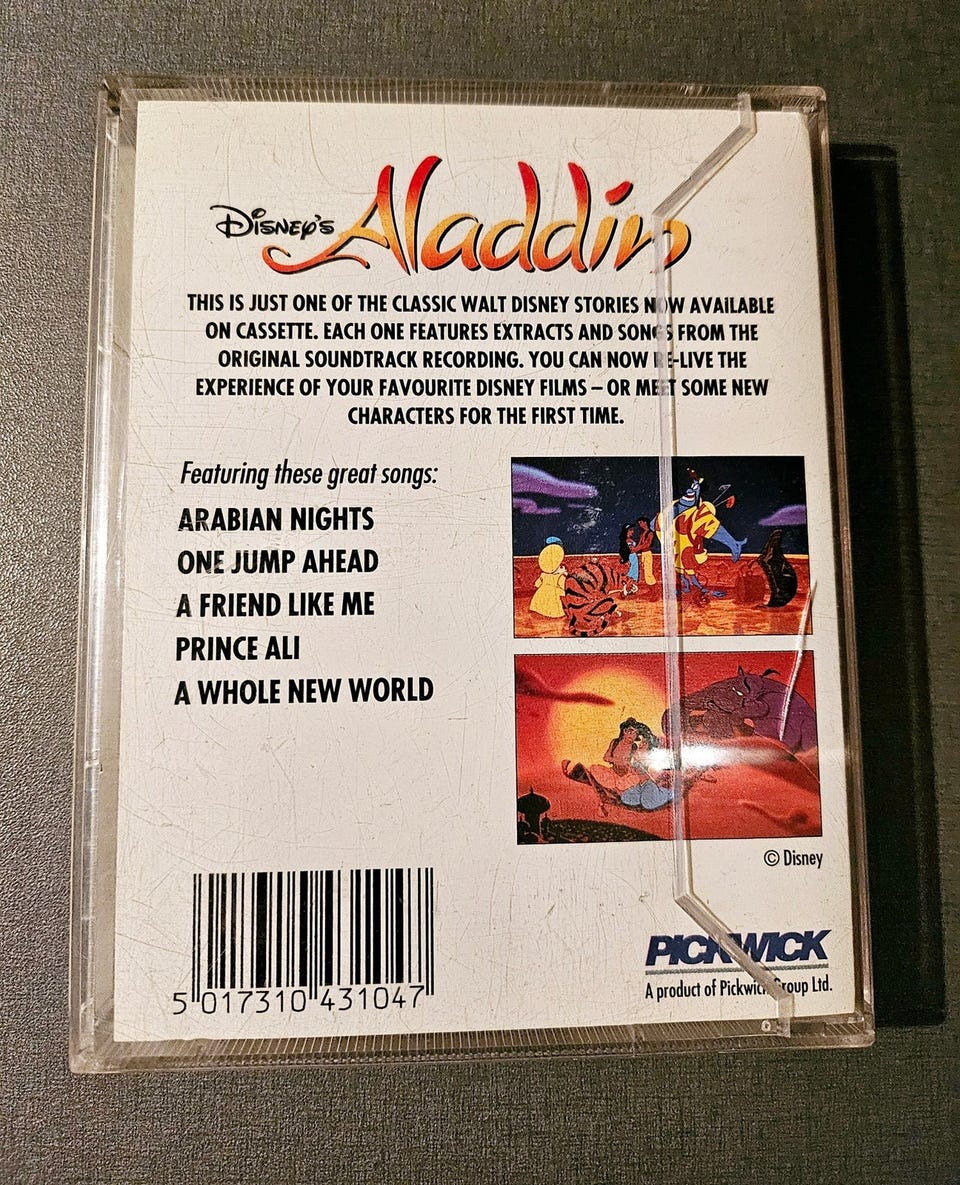 Disney's Aladdin
THIS IS JUST ONE OF THE CLASSIC WALT DISNEY STORIES NOW AVAILABLE
ON CASSETTE. EACH ONE FEATURES EXTRACTS AND SONGS FROM THE
ORIGINAL SOUNDTRACK RECORDING. YOU CAN NOW RE-LIVE THE
EXPERIENCE OF YOUR FAVOURITE DISNEY FILMS – OR MEET SOME NEW
CHARACTERS FOR THE FIRST TIME.
Featuring these great songs:
ARABIAN NIGHTS
ONE JUMP AHEAD
A FRIEND LIKE ME
PRINCE ALI
A WHOLE NEW WORLD
© Disney
5 017310 431047
PICKWICK
A product of Pickwick Group Ltd.